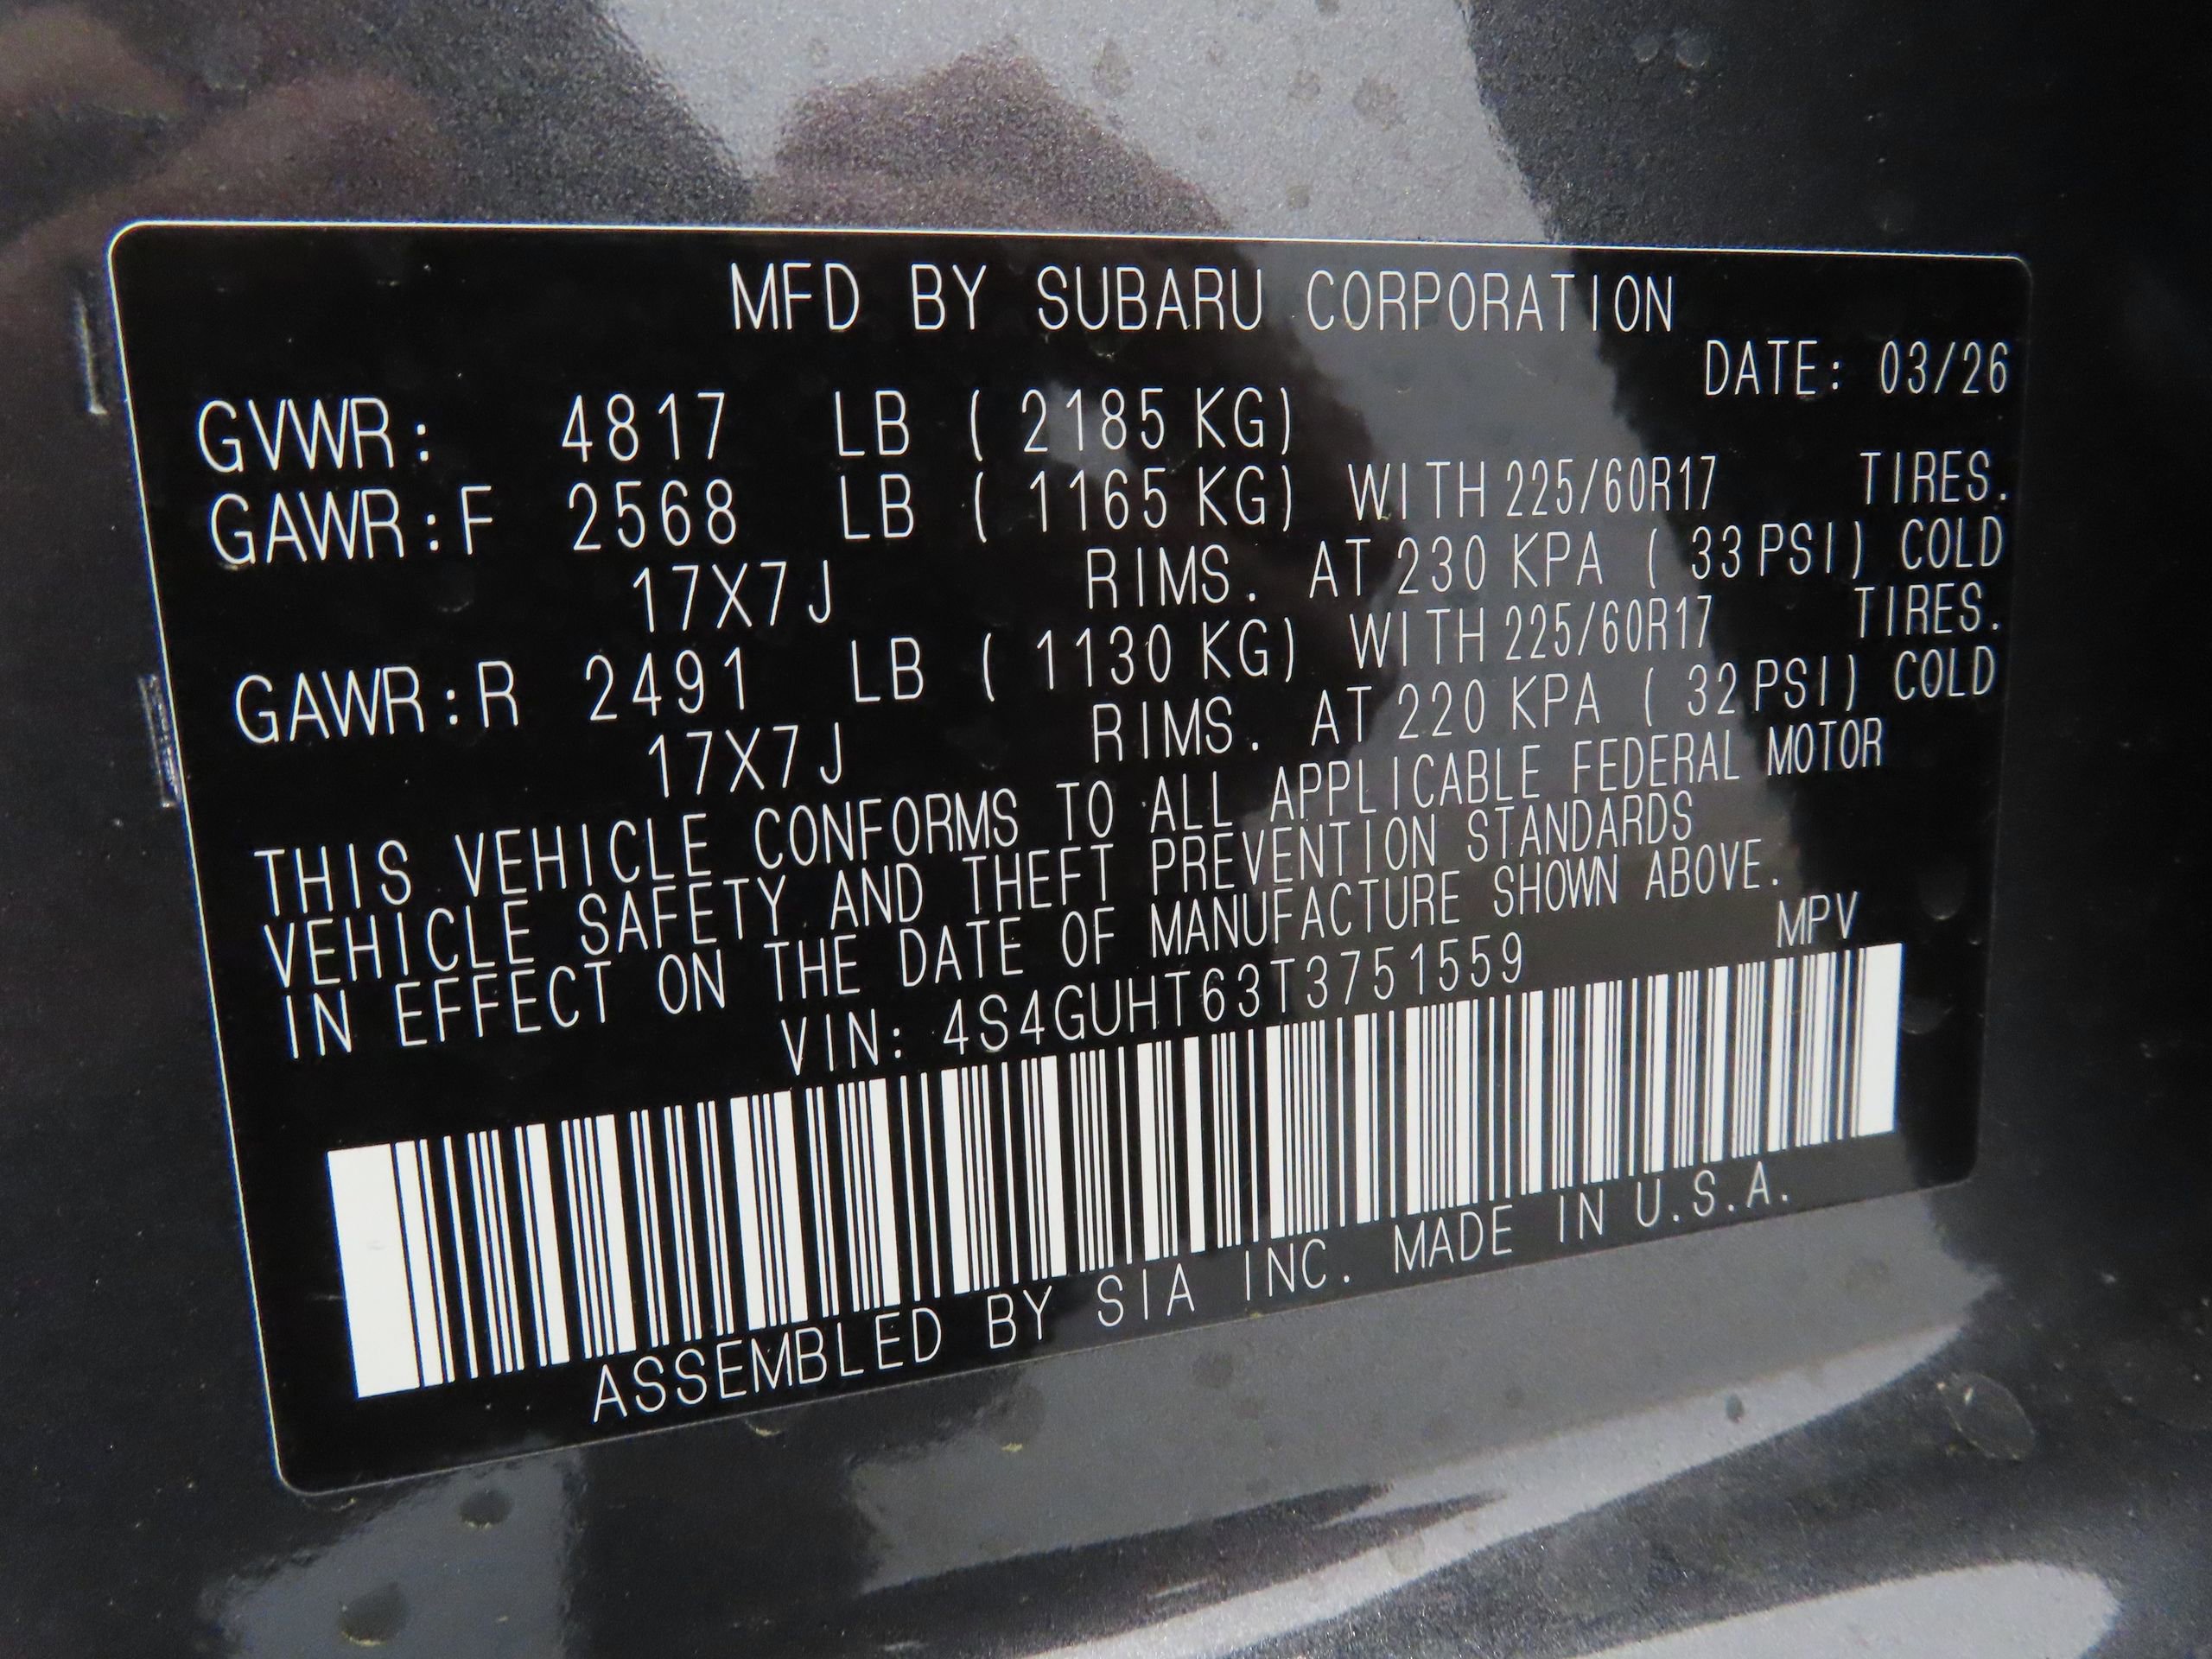 MFD BY SUBARU CORPORATION
DATE: 03/26
GVWR: 4817 LB ( 2185 KG)
GAWR:F 2568 LB ( 1165 KG) WITH 225/60R17 TIRES.
17X7J RIMS. AT 230 KPA ( 33 PSI) COLD
GAWR:R 2491 LB ( 1130 KG) WITH 225/60R17 TIRES.
17X7J RIMS. AT 220 KPA ( 32 PSI) COLD
THIS VEHICLE CONFORMS TO ALL APPLICABLE FEDERAL MOTOR
VEHICLE SAFETY AND THEFT PREVENTION STANDARDS
IN EFFECT ON THE DATE OF MANUFACTURE SHOWN ABOVE.
VIN: 4S4GUHT63T3751559 MPV
ASSEMBLED BY SIA INC. MADE IN U.S.A.